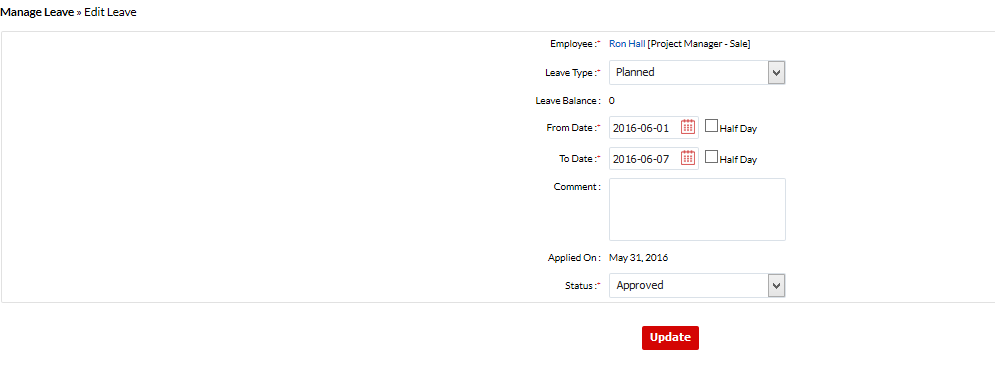 Manage Leave » Edit Leave
Employee :* Ron Hall [Project Manager - Sale]
Leave Type :* Planned
Leave Balance : 0
From Date :* 2016-06-01 Half Day
To Date :* 2016-06-07 Half Day
Comment :
Applied On : May 31, 2016
Status :* Approved
Update